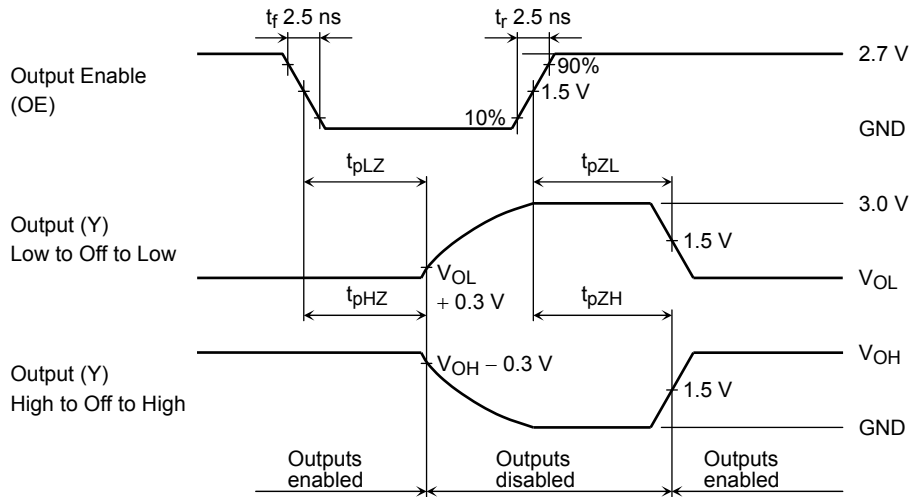 tf 2.5 ns
tr 2.5 ns
2.7 V
90%
Output Enable
(OE)
1.5 V
10%
GND
tpLZ
tpZL
3.0 V
Output (Y)
Low to Off to Low
1.5 V
VOL
+ 0.3 V
VOL
tpHZ
tpZH
VOH
VOH – 0.3 V
Output (Y)
High to Off to High
1.5 V
GND
Outputs
enabled
Outputs
disabled
Outputs
enabled